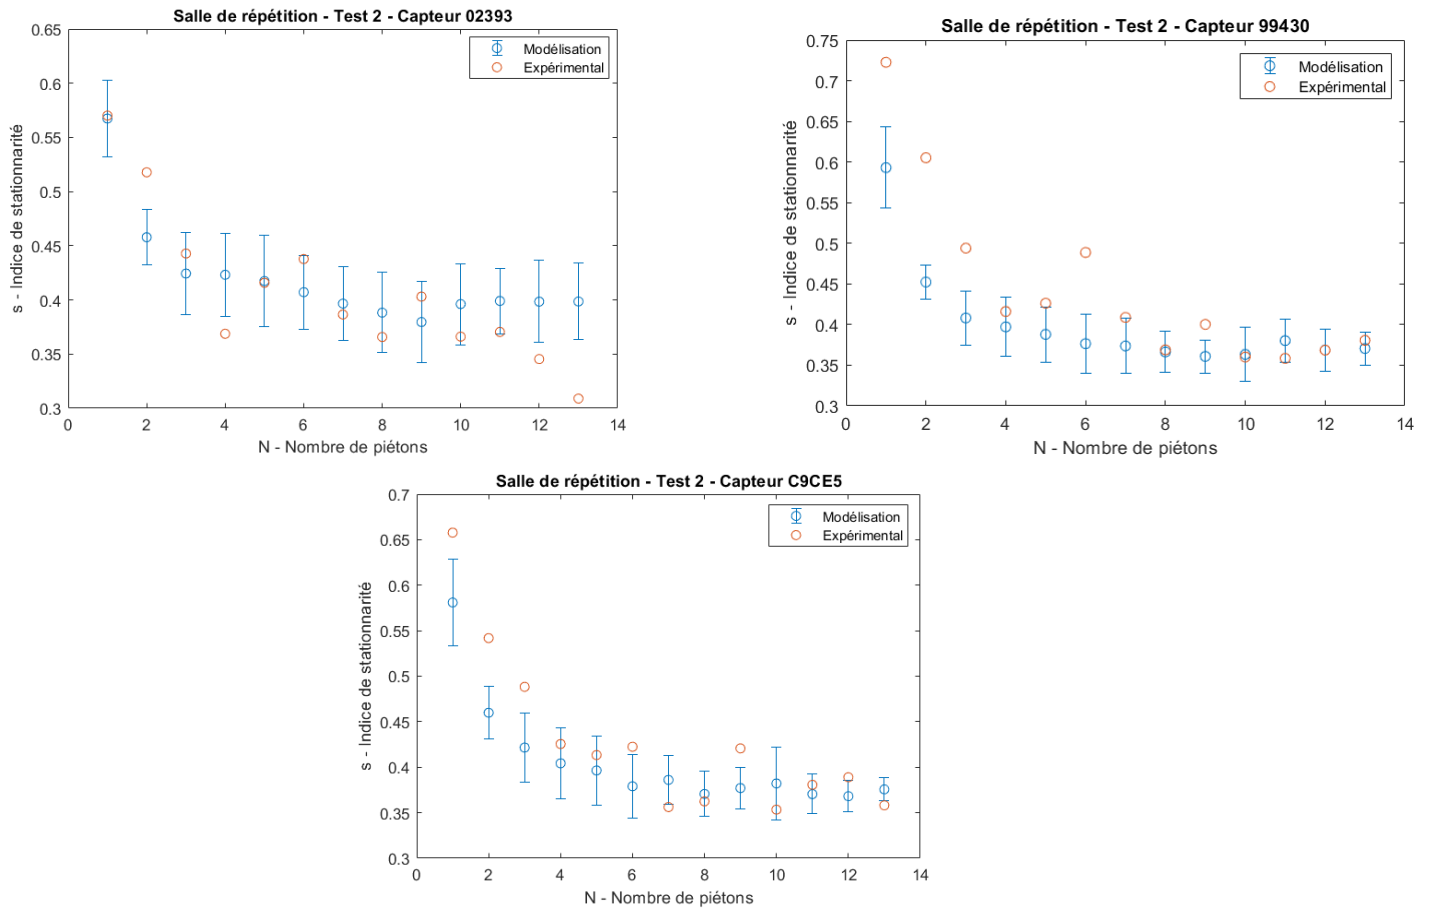 Salle de répétition - Test 2 - Capteur 02393
0.65
0.6
0.55
0.5
0.45
0.4
0.35
0.3
s - Indice de stationnarité
0 2 4 6 8 10 12 14
N - Nombre de piétons
Modélisation
Expérimental
Salle de répétition - Test 2 - Capteur 99430
0.75
0.7
0.65
0.6
0.55
0.5
0.45
0.4
0.35
0.3
s - Indice de stationnarité
0 2 4 6 8 10 12 14
N - Nombre de piétons
Modélisation
Expérimental
Salle de répétition - Test 2 - Capteur C9CE5
0.7
0.65
0.6
0.55
0.5
0.45
0.4
0.35
0.3
s - Indice de stationnarité
0 2 4 6 8 10 12 14
N - Nombre de piétons
Modélisation
Expérimental